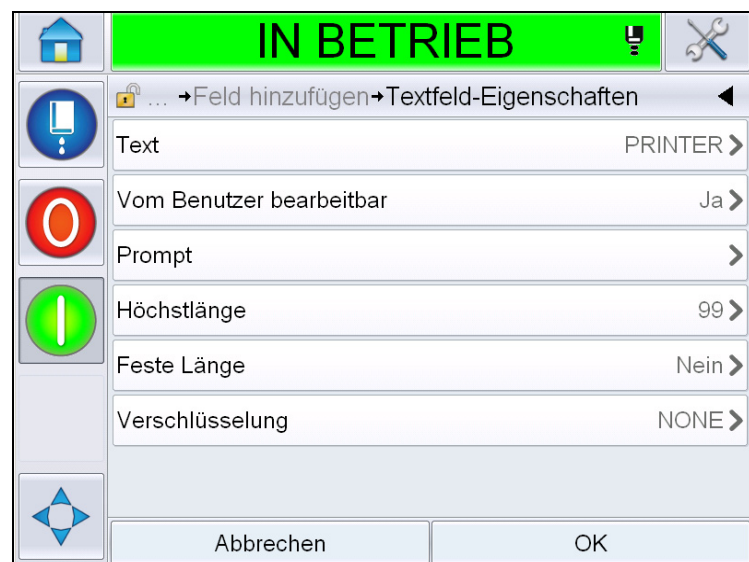 IN BETRIEB
... →Feld hinzufügen→Textfeld-Eigenschaften
Text PRINTER
Vom Benutzer bearbeitbar Ja
Prompt
Höchstlänge 99
Feste Länge Nein
Verschlüsselung NONE
Abbrechen OK